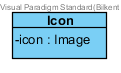 Visual Paradigm Standard(Bilkent
Icon
-icon : Image